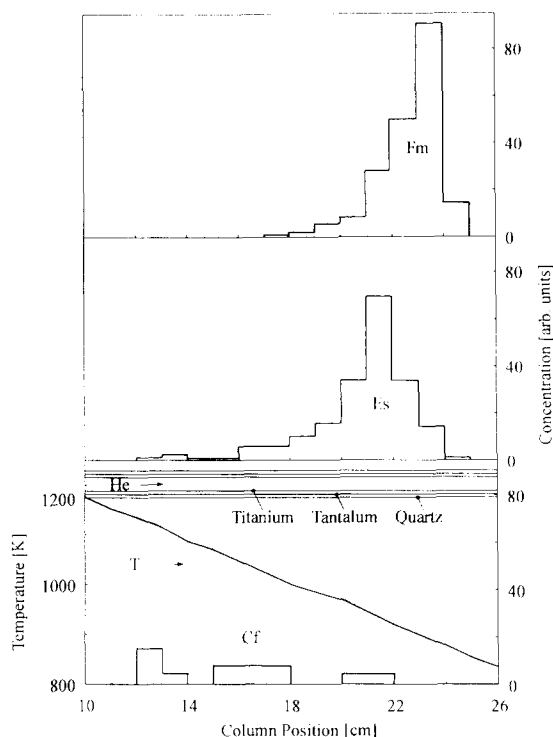 80
40
Fm
0
80
40
Es
0
Concentration [arb. units]
He
Titanium
Tantalum
Quartz
1200
1000
800
Temperature [K]
T
Cf
80
40
0
10
14
18
22
26
Column Position [cm]